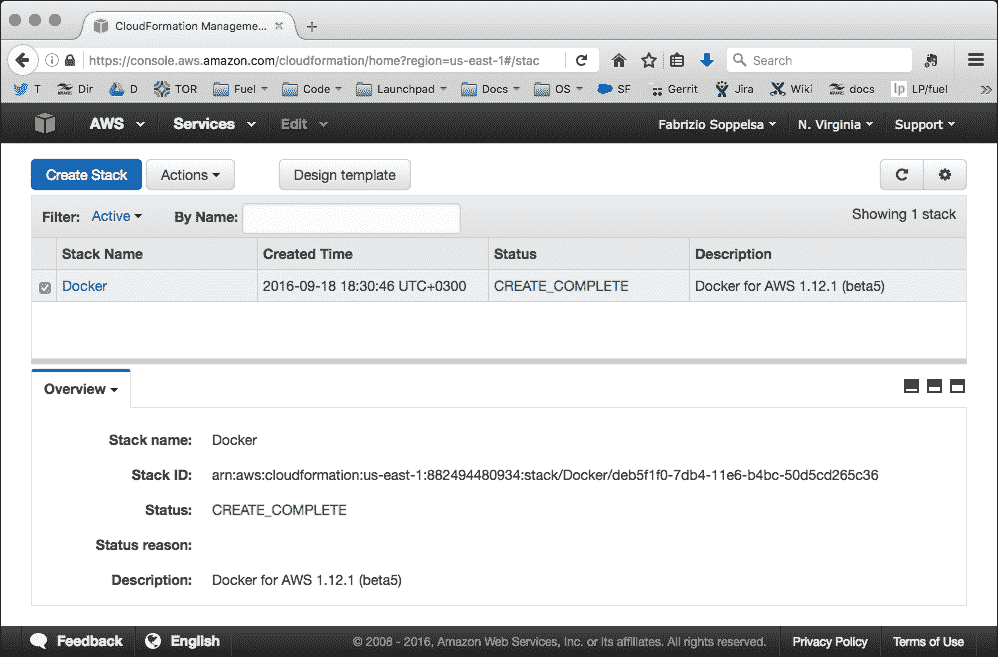 CloudFormation Manageme...
https://console.aws.amazon.com/cloudformation/home?region=us-east-1#/stac
Search
T Dir D TOR Fuel Code Launchpad Docs OS SF Gerrit Jira Wiki docs lp LP/fuel
AWS Services Edit Fabrizio Soppelsa N. Virginia Support
Create Stack Actions Design template
Filter: Active By Name: Showing 1 stack
Stack Name Created Time Status Description
Docker 2016-09-18 18:30:46 UTC+0300 CREATE_COMPLETE Docker for AWS 1.12.1 (beta5)
Overview
Stack name: Docker
Stack ID: arn:aws:cloudformation:us-east-1:882494480934:stack/Docker/deb5f1f0-7db4-11e6-b4bc-50d5cd265c36
Status: CREATE_COMPLETE
Status reason:
Description: Docker for AWS 1.12.1 (beta5)
Feedback English © 2008 - 2016, Amazon Web Services, Inc. or its affiliates. All rights reserved. Privacy Policy Terms of Use